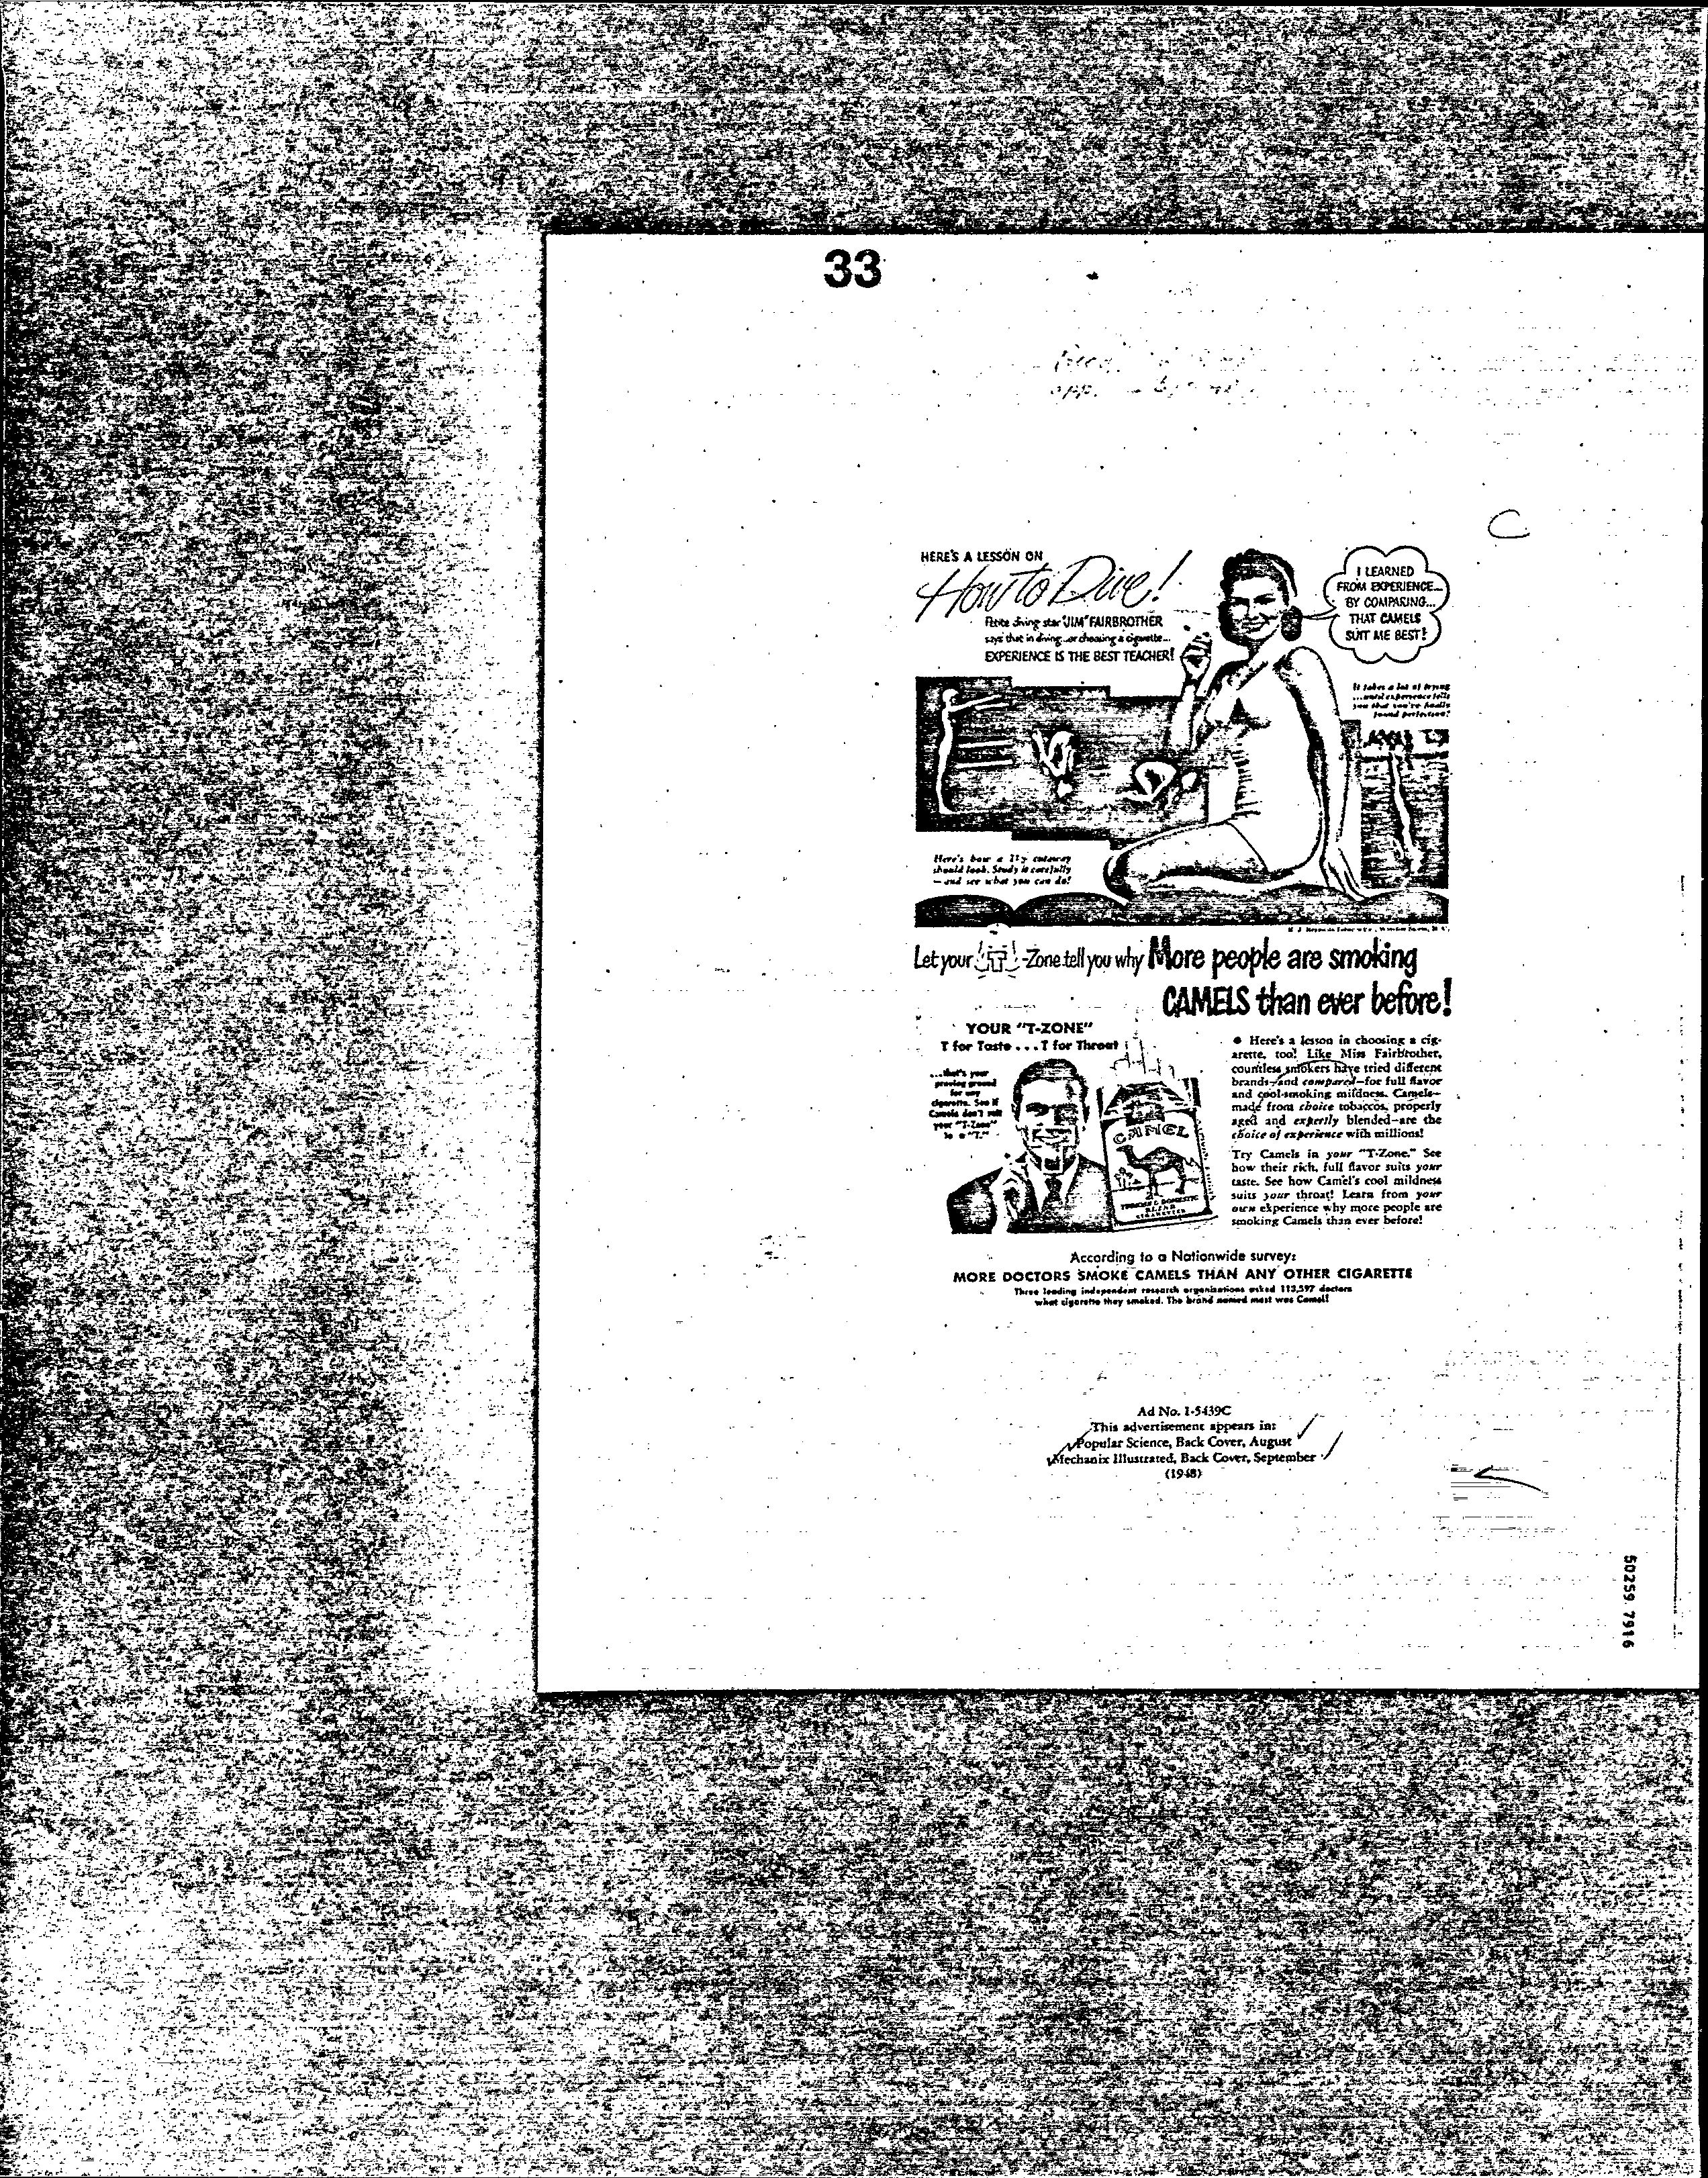 33
HERE'S A LESSON ON
How to Dive!
Petite diving star "JIM" FAIRBROTHER
says that in diving...or choosing a cigarette...
EXPERIENCE IS THE BEST TEACHER!
I LEARNED
FROM EXPERIENCE...
BY COMPARING...
THAT CAMELS
SUIT ME BEST!
It takes a lot of trying
...until experience tells
you that you've finally
found perfection!
Here's how a 1½ cutaway
should look. Study it carefully
—and see what you can do!
R. J. Reynolds Tobacco Co., Winston-Salem, N. C.
Let your "T"-Zone tell you why More people are smoking
CAMELS than ever before!
YOUR "T-ZONE"
T for Taste...T for Throat
...that's your
proving ground
for any
cigarette. See if
Camels don't suit
your "T-Zone"
to a "T."
CAMEL
TURKISH & DOMESTIC
BLEND
CIGARETTES
● Here's a lesson in choosing a cig-
arette, too! Like Miss Fairbrother,
countless smokers have tried different
brands—and compared—for full flavor
and cool-smoking mildness. Camels—
made from choice tobaccos, properly
aged and expertly blended—are the
choice of experience with millions!
Try Camels in your "T-Zone." See
how their rich, full flavor suits your
taste. See how Camel's cool mildness
suits your throat! Learn from your
own experience why more people are
smoking Camels than ever before!
According to a Nationwide survey:
MORE DOCTORS SMOKE CAMELS THAN ANY OTHER CIGARETTE
Three leading independent research organizations asked 113,597 doctors
what cigarette they smoked. The brand named most was Camel!
Ad No. 1-5439C
This advertisement appears in:
Popular Science, Back Cover, August
Mechanix Illustrated, Back Cover, September
(1948)
50259 7916